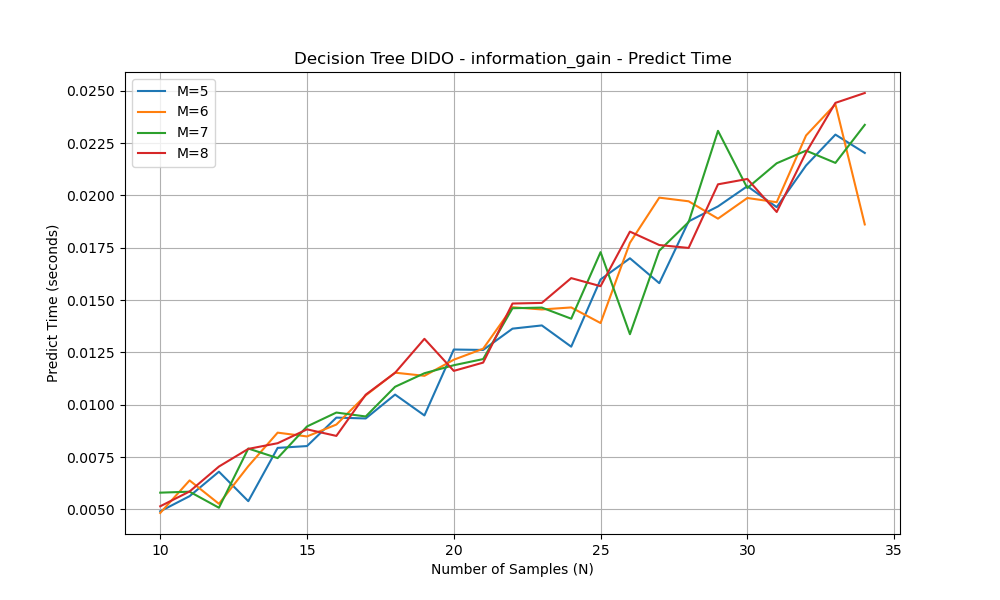 Decision Tree DIDO - information_gain - Predict Time
M=5
M=6
M=7
M=8
Predict Time (seconds)
0.0250
0.0225
0.0200
0.0175
0.0150
0.0125
0.0100
0.0075
0.0050
10 15 20 25 30 35
Number of Samples (N)